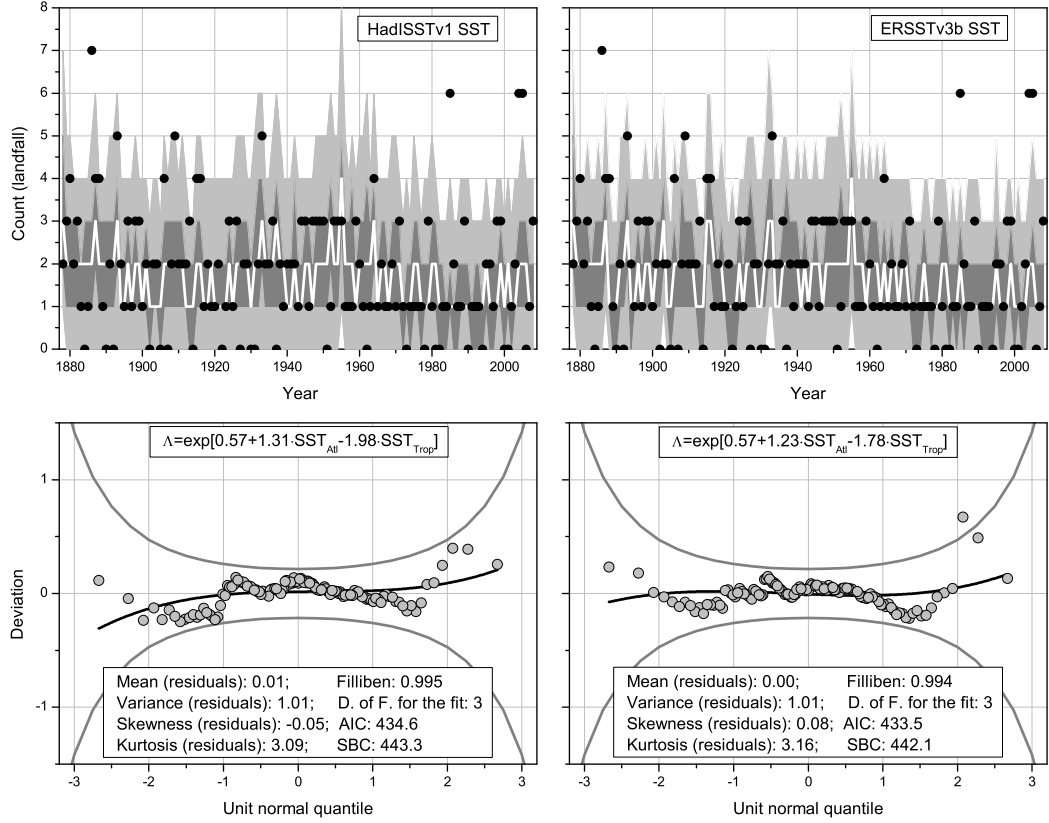 HadISSTv1 SST
ERSSTv3b SST
Count (landfall)
8
7
6
5
4
3
2
1
0
1880 1900 1920 1940 1960 1980 2000
1880 1900 1920 1940 1960 1980 2000
Year
Year
Λ=exp[0.57+1.31·SST_Atl-1.98·SST_Trop]
Λ=exp[0.57+1.23·SST_Atl-1.78·SST_Trop]
Deviation
1
0
-1
Mean (residuals): 0.01; Filliben: 0.995
Variance (residuals): 1.01; D. of F. for the fit: 3
Skewness (residuals): -0.05; AIC: 434.6
Kurtosis (residuals): 3.09; SBC: 443.3
Mean (residuals): 0.00; Filliben: 0.994
Variance (residuals): 1.01; D. of F. for the fit: 3
Skewness (residuals): 0.08; AIC: 433.5
Kurtosis (residuals): 3.16; SBC: 442.1
-3 -2 -1 0 1 2 3
-3 -2 -1 0 1 2 3
Unit normal quantile
Unit normal quantile